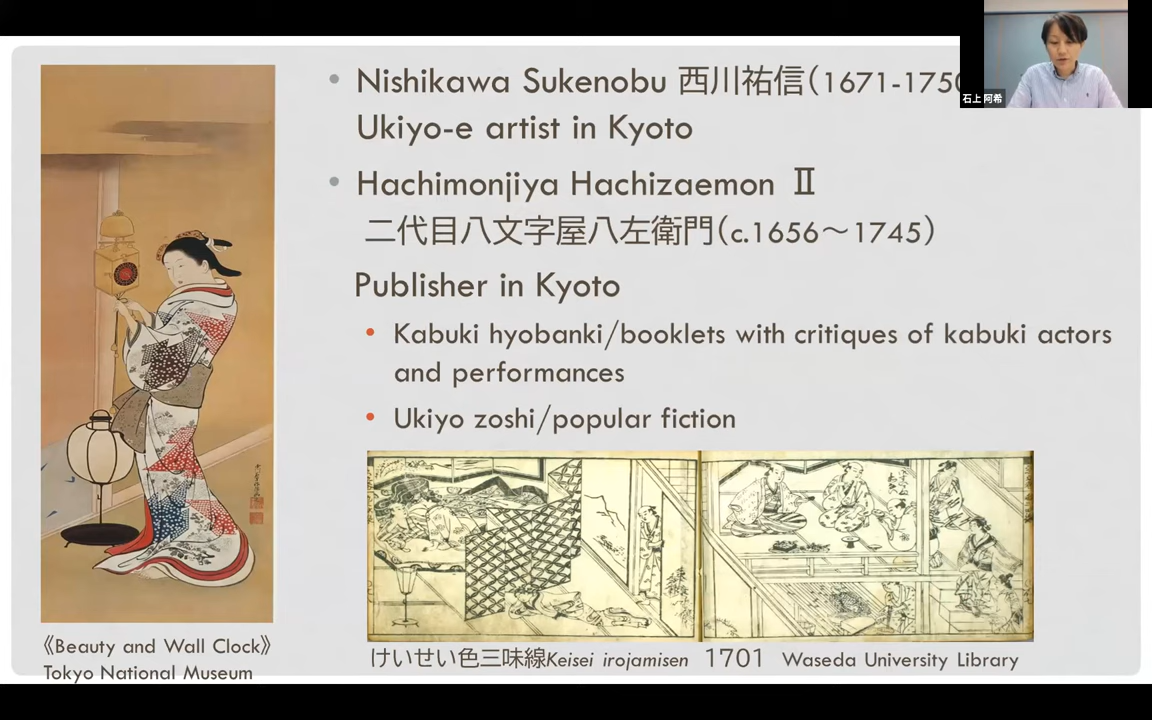 Nishikawa Sukenobu 西川祐信(1671-1750
石上 阿希
Ukiyo-e artist in Kyoto
Hachimonjiya Hachizaemon Ⅱ
二代目八文字屋八左衛門(c.1656～1745)
Publisher in Kyoto
Kabuki hyobanki/booklets with critiques of kabuki actors
and performances
Ukiyo zoshi/popular fiction
《Beauty and Wall Clock》
Tokyo National Museum
けいせい色三味線Keisei irojamisen 1701 Waseda University Library